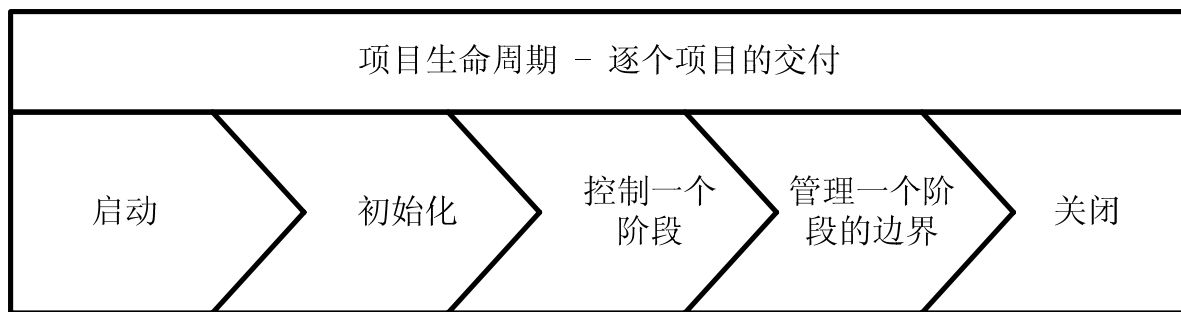 项目生命周期 – 逐个项目的交付
启动
初始化
控制一个
阶段
管理一个阶
段的边界
关闭